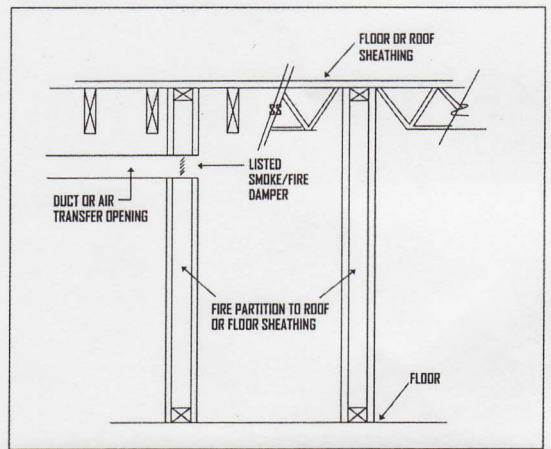 FLOOR OR ROOF
SHEATHING
LISTED
SMOKE/FIRE
DAMPER
DUCT OR AIR
TRANSFER OPENING
FIRE PARTITION TO ROOF
OR FLOOR SHEATHING
FLOOR